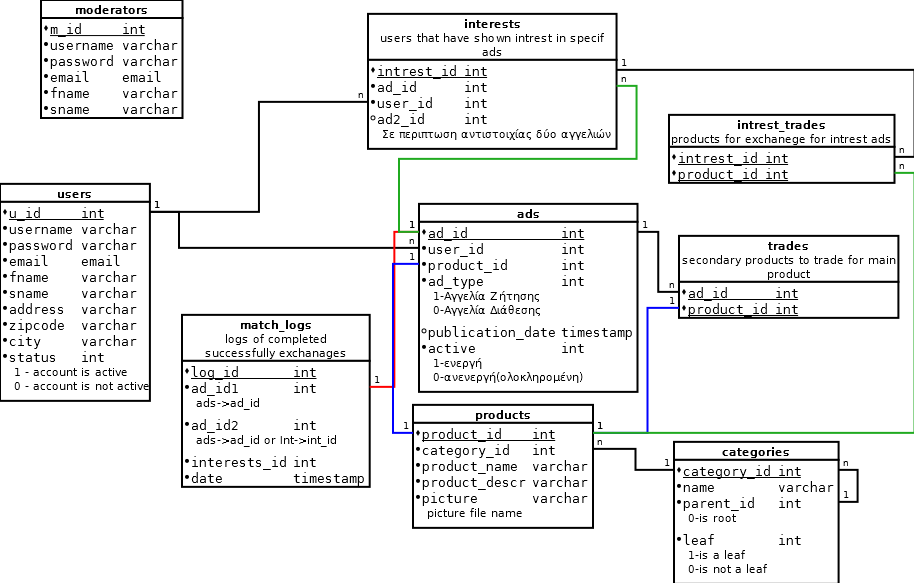 moderators
m_id int
username varchar
password varchar
email email
fname varchar
sname varchar
interests
users that have shown intrest in specif
ads
intrest_id int
ad_id int
user_id int
ad2_id int
Σε περιπτωση αντιστοιχίας δύο αγγελιών
1
n
n
intrest_trades
products for exchanege for intrest ads
intrest_id int
product_id int
n
n
users
u_id int
username varchar
password varchar
email email
fname varchar
sname varchar
address varchar
zipcode varchar
city varchar
status int
1 - account is active
0 - account is not active
1
ads
ad_id int
user_id int
product_id int
ad_type int
1-Αγγελία Ζήτησης
0-Αγγελία Διάθεσης
publication_date timestamp
active int
1-ενεργή
0-ανενεργή(ολοκληρομένη)
1
n
1
1
trades
secondary products to trade for main
product
ad_id int
product_id int
n
1
match_logs
logs of completed
successfully exchanages
log_id int
ad_id1 int
ads->ad_id
ad_id2 int
ads->ad_id or Int->int_id
interests_id int
date timestamp
1
products
product_id int
category_id int
product_name varchar
product_descr varchar
picture varchar
picture file name
1
1
n
categories
category_id int
name varchar
parent_id int
0-is root
leaf int
1-is a leaf
0-is not a leaf
1
n
1